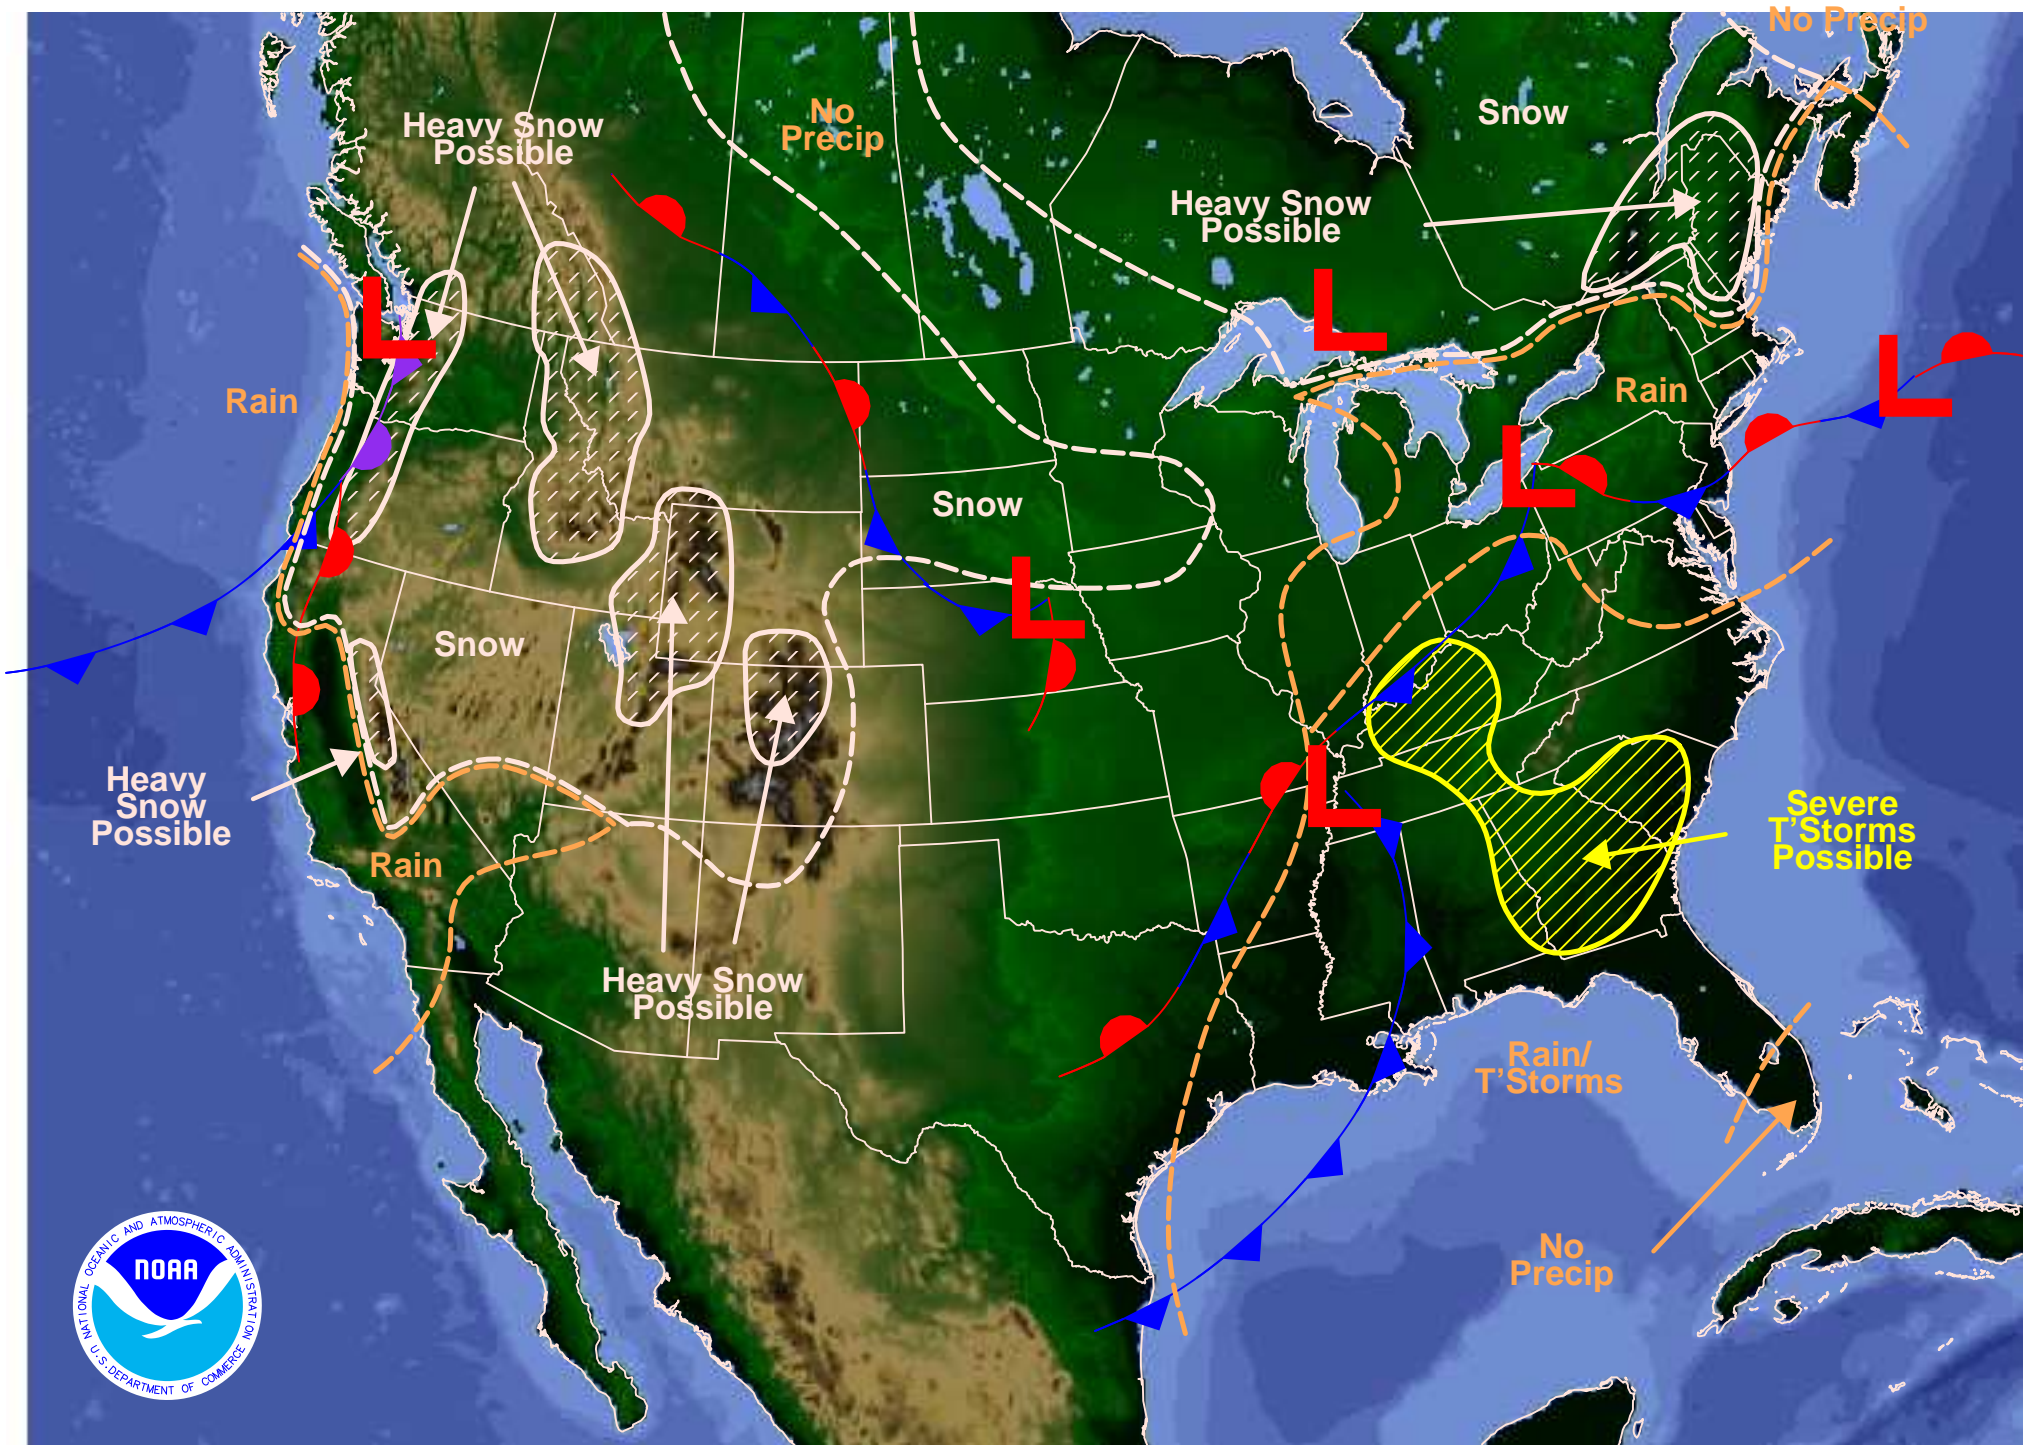 No Precip
Heavy Snow
Possible
No
Precip
Snow
Heavy Snow
Possible
L
L
L
Rain
Rain
L
Snow
L
Snow
L
Heavy
Snow
Possible
L
Severe
T'Storms
Possible
Rain
Heavy Snow
Possible
Rain/
T'Storms
No
Precip
NATIONAL OCEANIC AND ATMOSPHERIC ADMINISTRATION
NOAA
U.S. DEPARTMENT OF COMMERCE